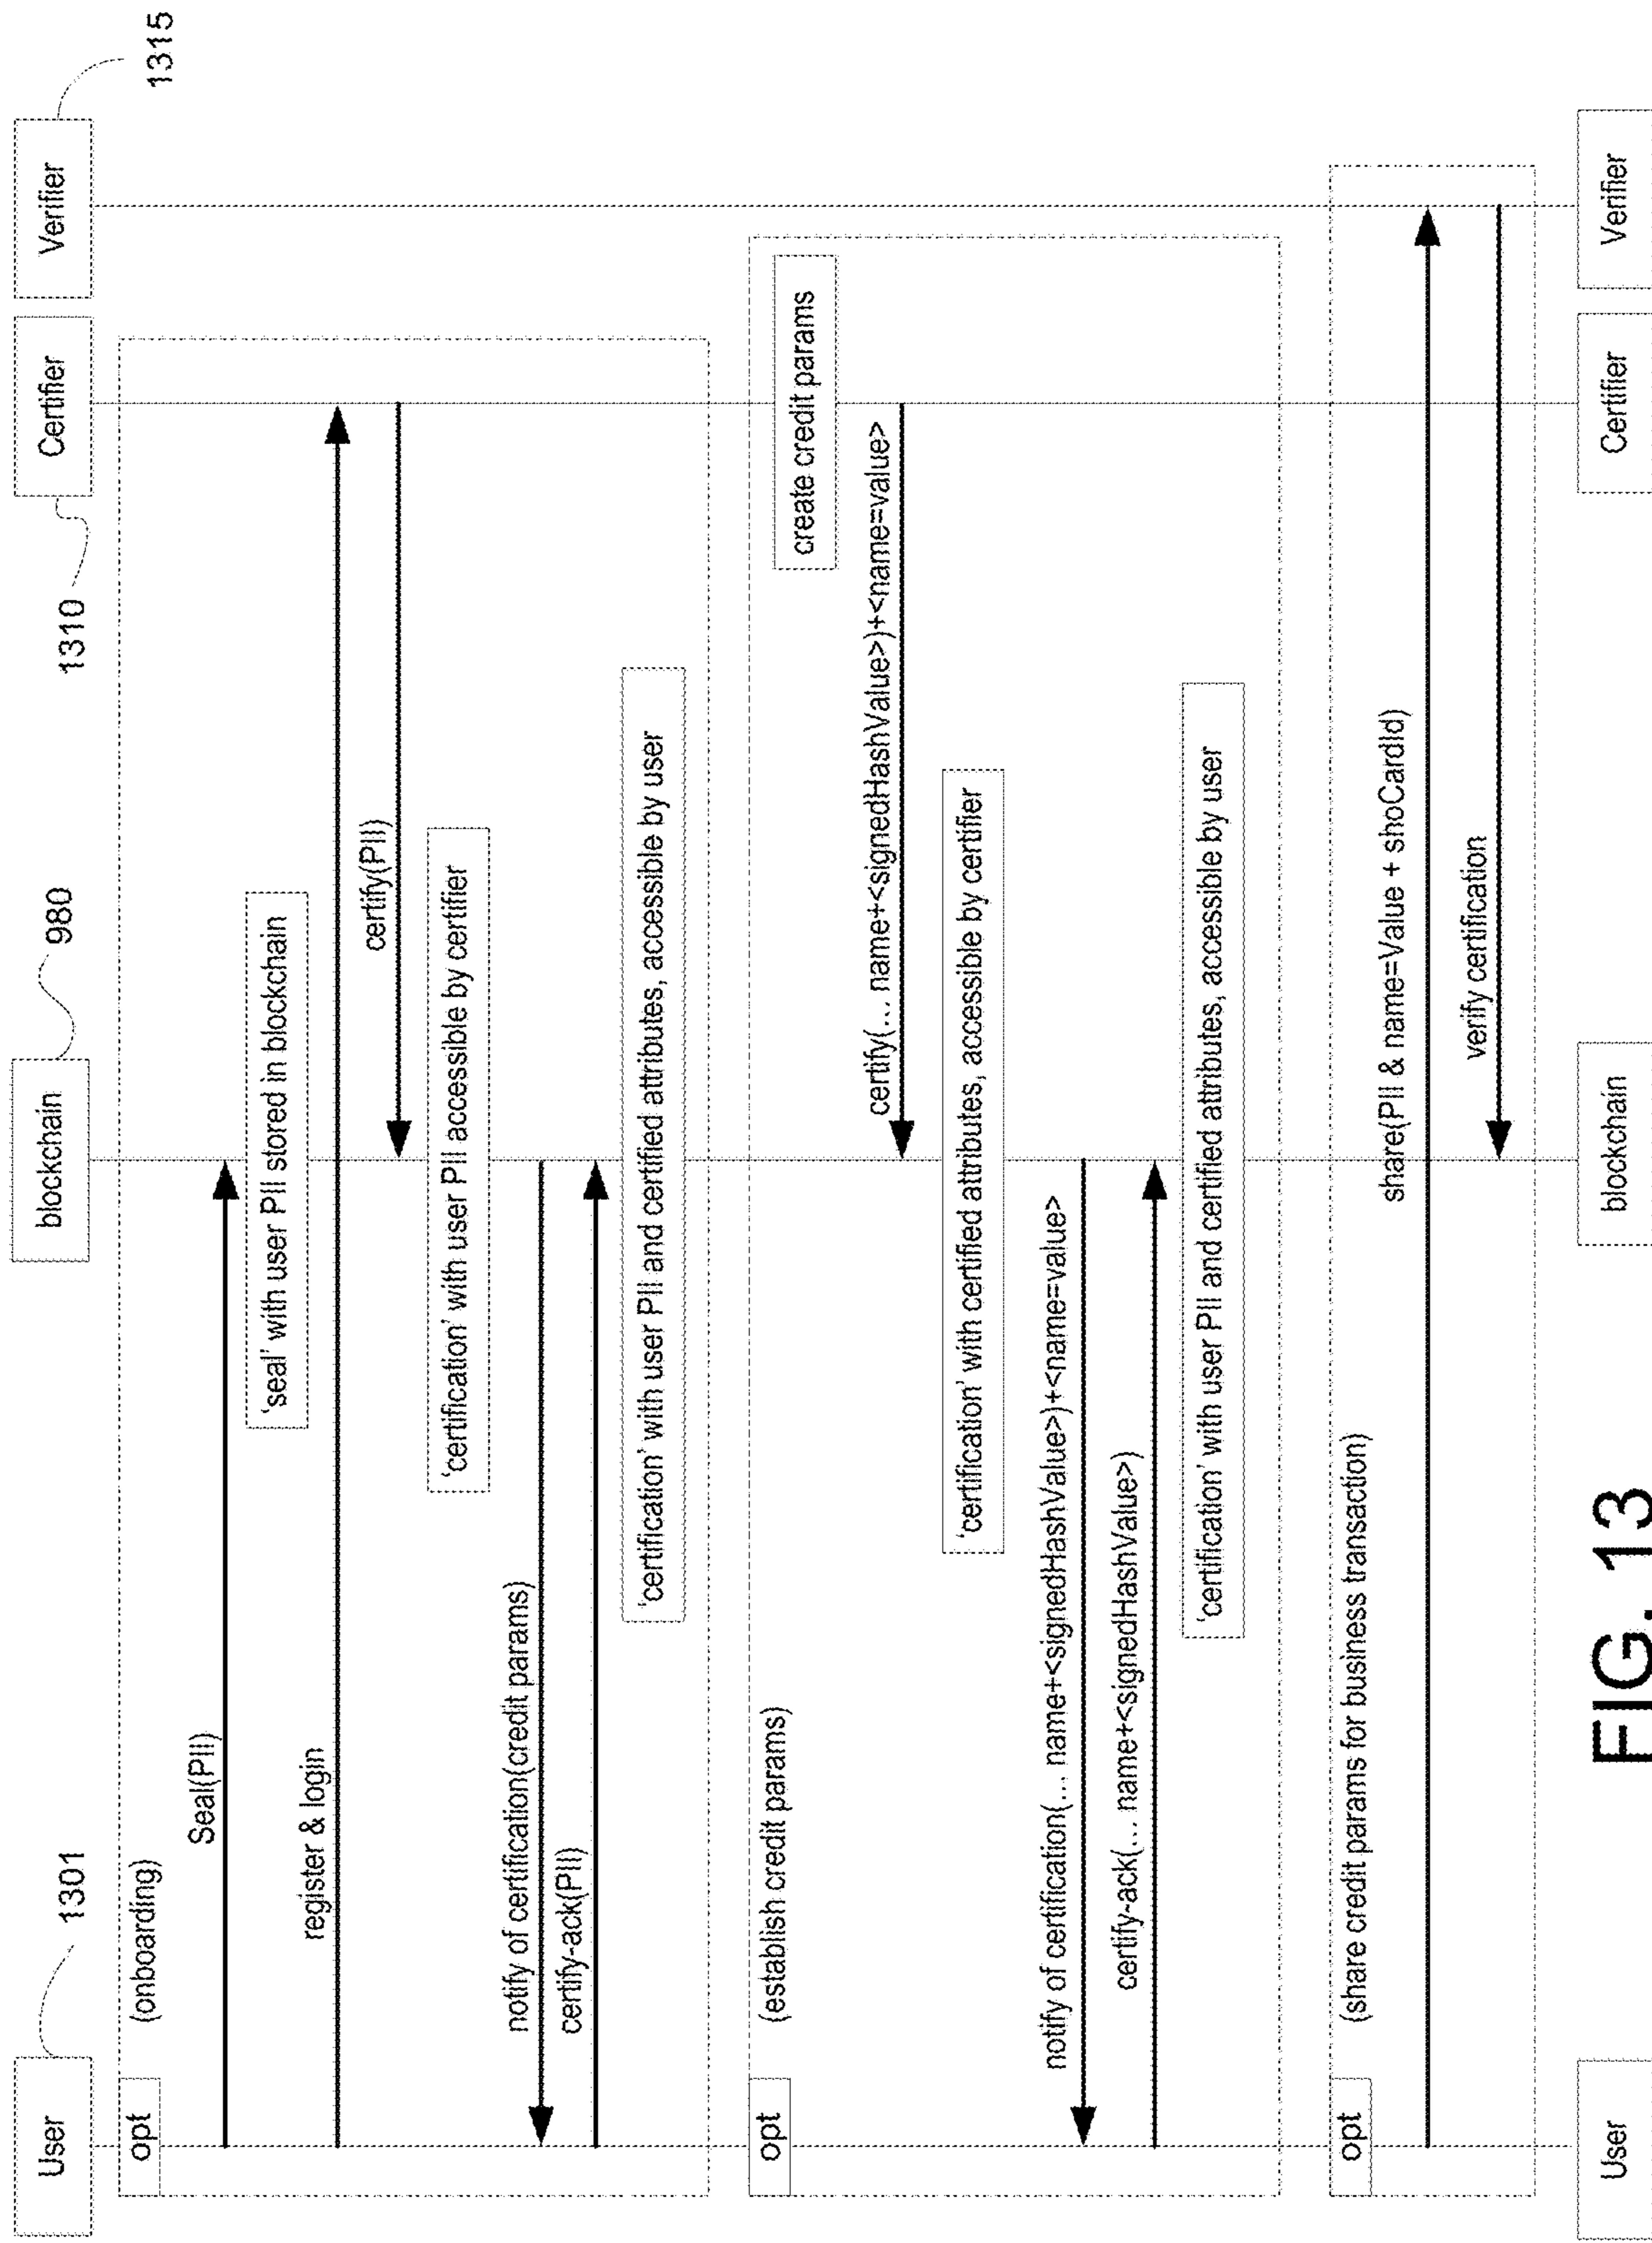 User
1301
blockchain
980
Certifier
1310
Verifier
1315
opt
(onboarding)
Seal(PII)
'seal' with user PII stored in blockchain
register & login
certify(PII)
'certification' with user PII accessible by certifier
notify of certification(credit params)
certify-ack(PII)
'certification' with user PII and certified attributes, accessible by user
opt
(establish credit params)
create credit params
certify(... name+<signedHashValue>)+<name=value>
'certification' with certified attributes, accessible by certifier
notify of certification(... name+<signedHashValue>)+<name=value>
certify-ack(... name+<signedHashValue>)
'certification' with user PII and certified attributes, accessible by user
opt
(share credit params for business transaction)
share(PII & name=Value + shoCardId)
verify certification
User
blockchain
Certifier
Verifier
FIG. 13